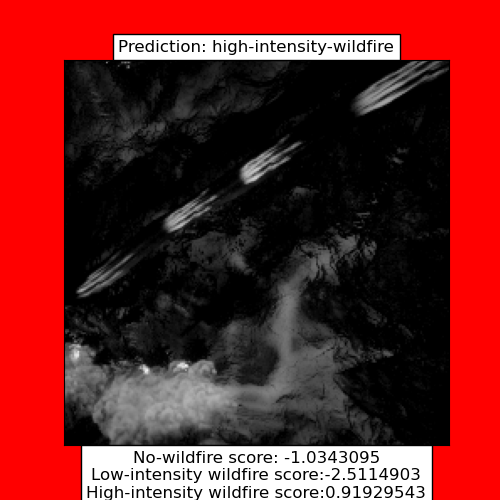 Prediction: high-intensity-wildfire
No-wildfire score: -1.0343095
Low-intensity wildfire score:-2.5114903
High-intensity wildfire score:0.91929543